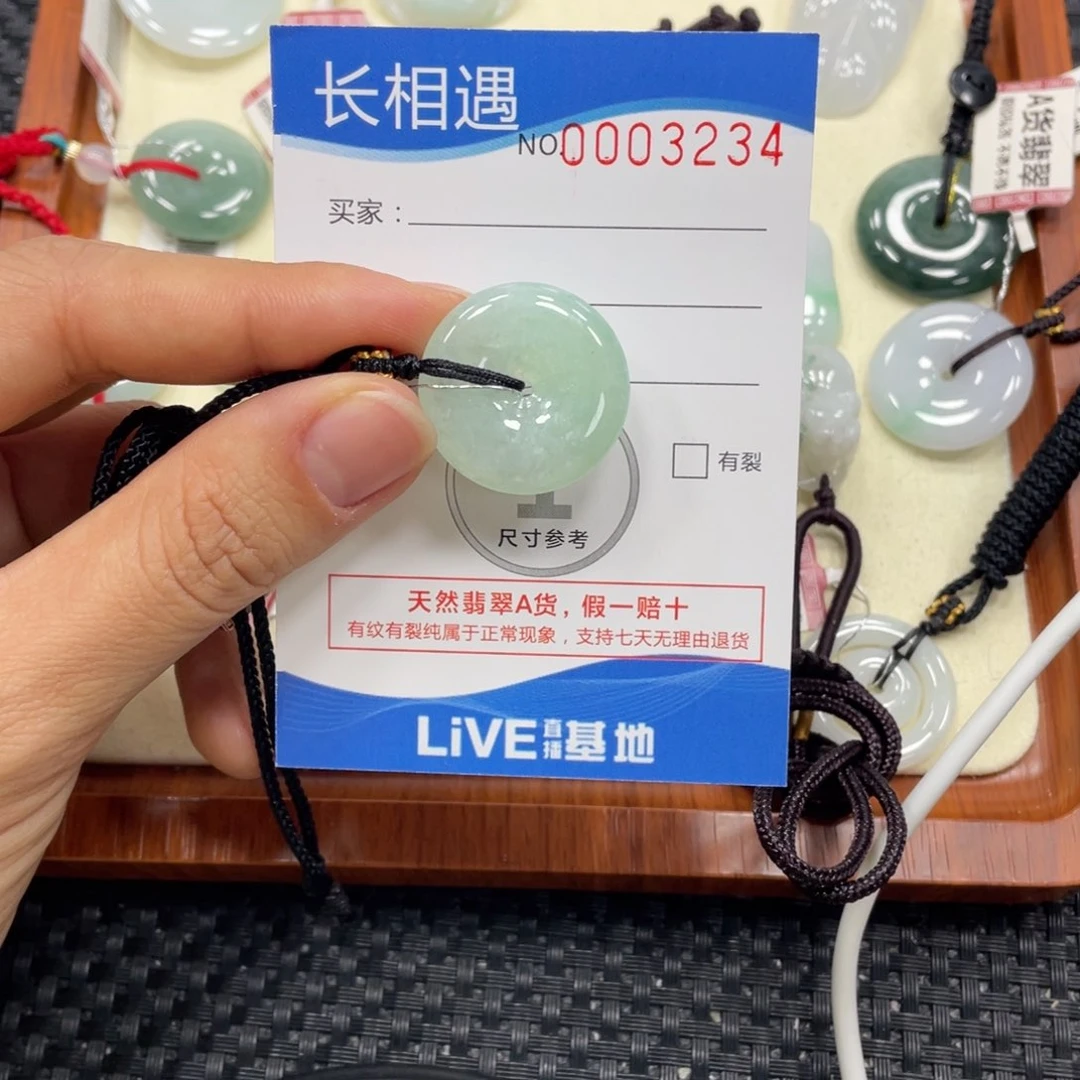 长相遇
NO.0003234
买家：
有裂
尺寸参考
天然翡翠A货，假一赔十
有纹有裂纯属于正常现象，支持七天无理由退货
LiVE直播基地
A货翡翠